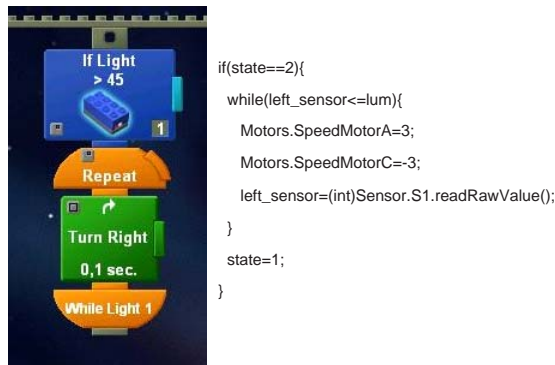 If Light
> 45
1
Repeat
Turn Right
0,1 sec.
While Light 1
if(state==2){
while(left_sensor<=lum){
Motors.SpeedMotorA=3;
Motors.SpeedMotorC=-3;
left_sensor=(int)Sensor.S1.readRawValue();
}
state=1;
}